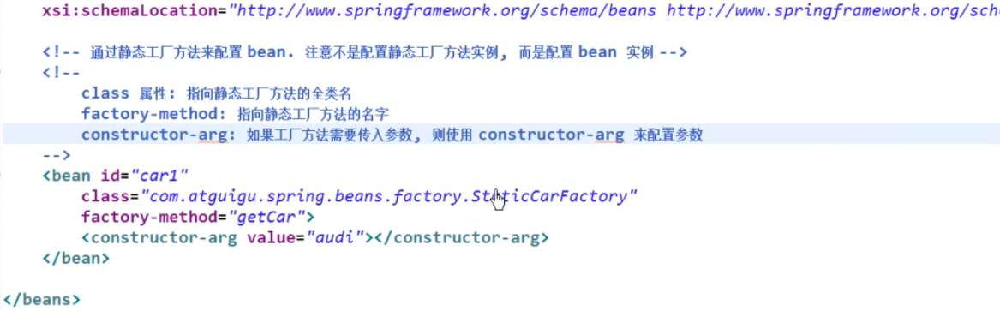 xsi:schemaLocation="http://www.springframework.org/schema/beans http://www.springframework.org/sch
<!-- 通过静态工厂方法来配置 bean. 注意不是配置静态工厂方法实例, 而是配置 bean 实例 -->
<!--
class 属性: 指向静态工厂方法的全类名
factory-method: 指向静态工厂方法的名字
constructor-arg: 如果工厂方法需要传入参数, 则使用 constructor-arg 来配置参数
-->
<bean id="car1"
class="com.atguigu.spring.beans.factory.StaticCarFactory"
factory-method="getCar">
<constructor-arg value="audi"></constructor-arg>
</bean>
</beans>